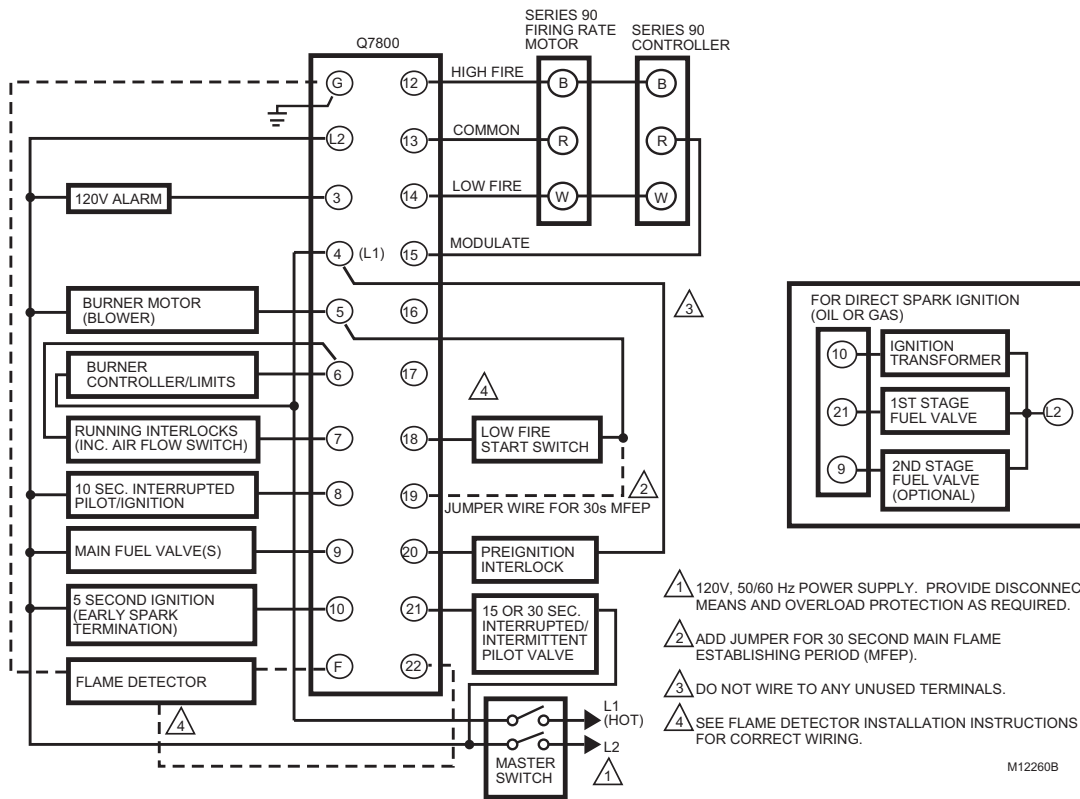 SERIES 90
FIRING RATE
MOTOR
SERIES 90
CONTROLLER
Q7800
G
12
HIGH FIRE
B
B
L2
13
COMMON
R
R
120V ALARM
3
14
LOW FIRE
W
W
4
(L1)
15
MODULATE
3
BURNER MOTOR
(BLOWER)
5
16
BURNER
CONTROLLER/LIMITS
6
17
4
RUNNING INTERLOCKS
(INC. AIR FLOW SWITCH)
7
18
LOW FIRE
START SWITCH
10 SEC. INTERRUPTED
PILOT/IGNITION
8
19
2
JUMPER WIRE FOR 30s MFEP
MAIN FUEL VALVE(S)
9
20
PREIGNITION
INTERLOCK
5 SECOND IGNITION
(EARLY SPARK
TERMINATION)
10
21
15 OR 30 SEC.
INTERRUPTED/
INTERMITTENT
PILOT VALVE
FLAME DETECTOR
F
22
4
L1
(HOT)
L2
MASTER
SWITCH
1
FOR DIRECT SPARK IGNITION
(OIL OR GAS)
10
IGNITION
TRANSFORMER
21
1ST STAGE
FUEL VALVE
L2
9
2ND STAGE
FUEL VALVE
(OPTIONAL)
1 120V, 50/60 Hz POWER SUPPLY. PROVIDE DISCONNEC
MEANS AND OVERLOAD PROTECTION AS REQUIRED.
2 ADD JUMPER FOR 30 SECOND MAIN FLAME
ESTABLISHING PERIOD (MFEP).
3 DO NOT WIRE TO ANY UNUSED TERMINALS.
4 SEE FLAME DETECTOR INSTALLATION INSTRUCTIONS
FOR CORRECT WIRING.
M12260B